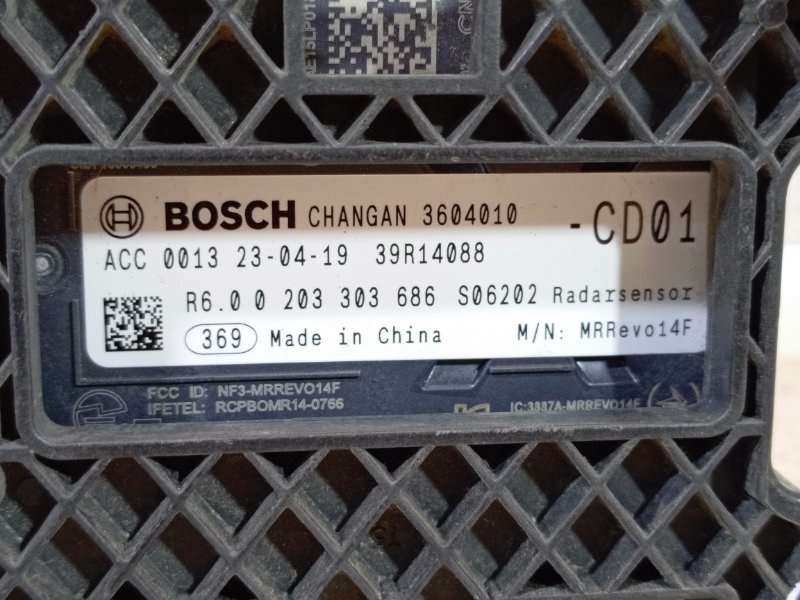 BOSCH CHANGAN 3604010 -CD01
ACC 0013 23-04-19 39R14088
R6.0 0 203 303 686 S06202 Radarsensor
369 Made in China M/N: MRRevo14F
FCC ID: NF3-MRREVO14F
IFETEL: RCPBOMR14-0766
IC:3387A-MRREVO14F